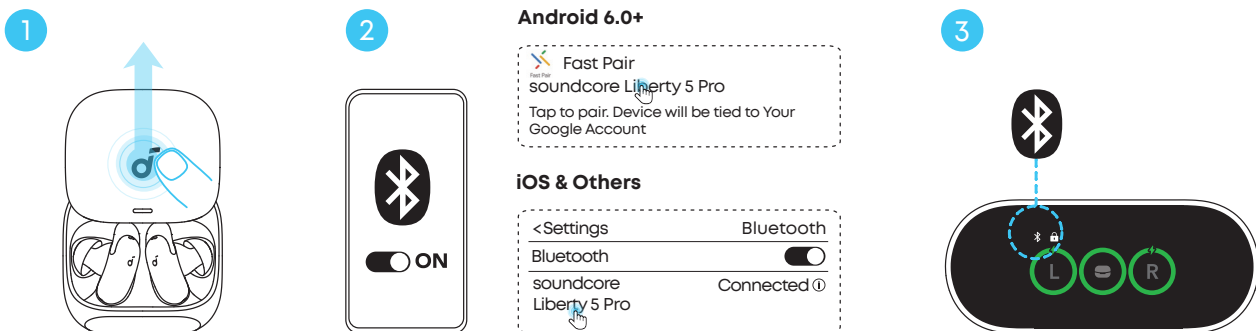 1
2
ON
Android 6.0+
Fast Pair
Fast Pair
soundcore Liberty 5 Pro
Tap to pair. Device will be tied to Your
Google Account
iOS & Others
<Settings Bluetooth
Bluetooth
soundcore Connected
Liberty 5 Pro
3
L R